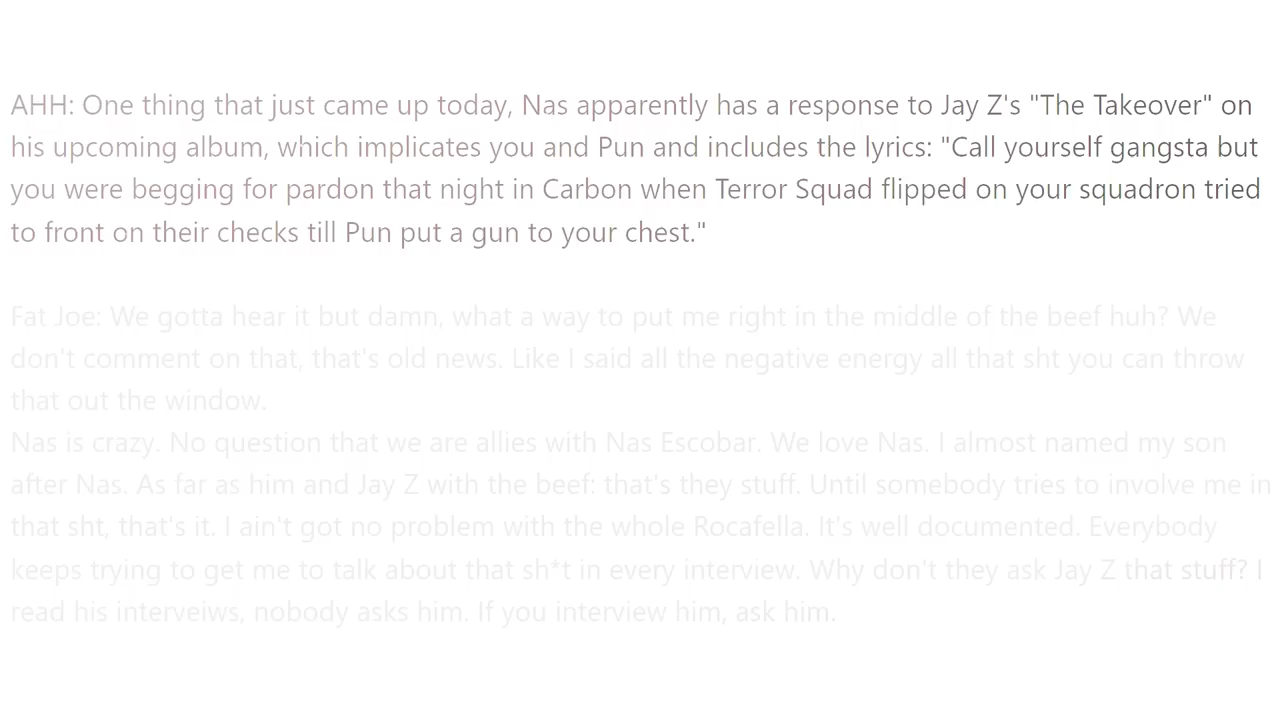 AHH: One thing that just came up today, Nas apparently has a response to Jay Z's "The Takeover" on
his upcoming album, which implicates you and Pun and includes the lyrics: "Call yourself gangsta but
you were begging for pardon that night in Carbon when Terror Squad flipped on your squadron tried
to front on their checks till Pun put a gun to your chest."
Fat Joe: We gotta hear it but damn, what a way to put me right in the middle of the beef huh? We
don't comment on that, that's old news. Like I said all the negative energy all that sht you can throw
that out the window.
Nas is crazy. No question that we are allies with Nas Escobar. We love Nas. I almost named my son
after Nas. As far as him and Jay Z with the beef: that's they stuff. Until somebody tries to involve me in
that sht, that's it. I ain't got no problem with the whole Rocafella. It's well documented. Everybody
keeps trying to get me to talk about that sh*t in every interview. Why don't they ask Jay Z that stuff? I
read his interveiws, nobody asks him. If you interview him, ask him.